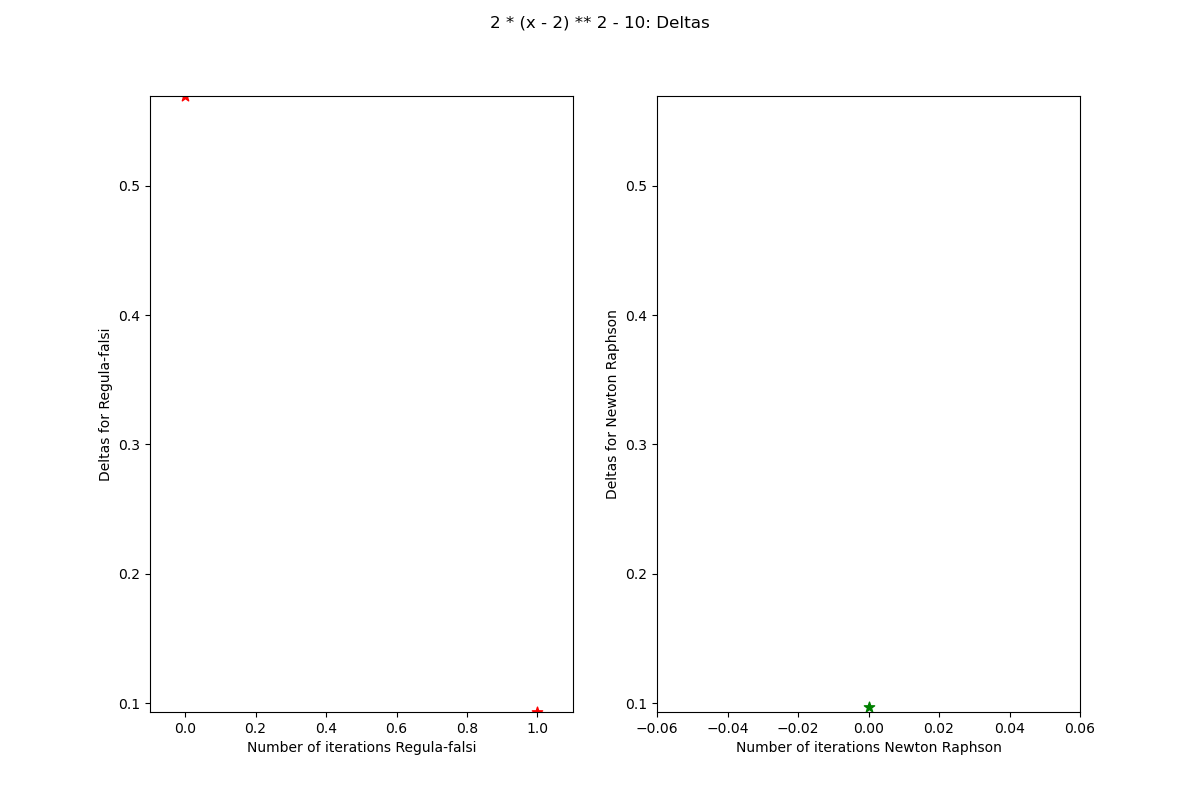 2 * (x - 2) ** 2 - 10: Deltas
Deltas for Regula-falsi
0.5
0.4
0.3
0.2
0.1
0.0 0.2 0.4 0.6 0.8 1.0
Number of iterations Regula-falsi
Deltas for Newton Raphson
0.5
0.4
0.3
0.2
0.1
−0.06 −0.04 −0.02 0.00 0.02 0.04 0.06
Number of iterations Newton Raphson